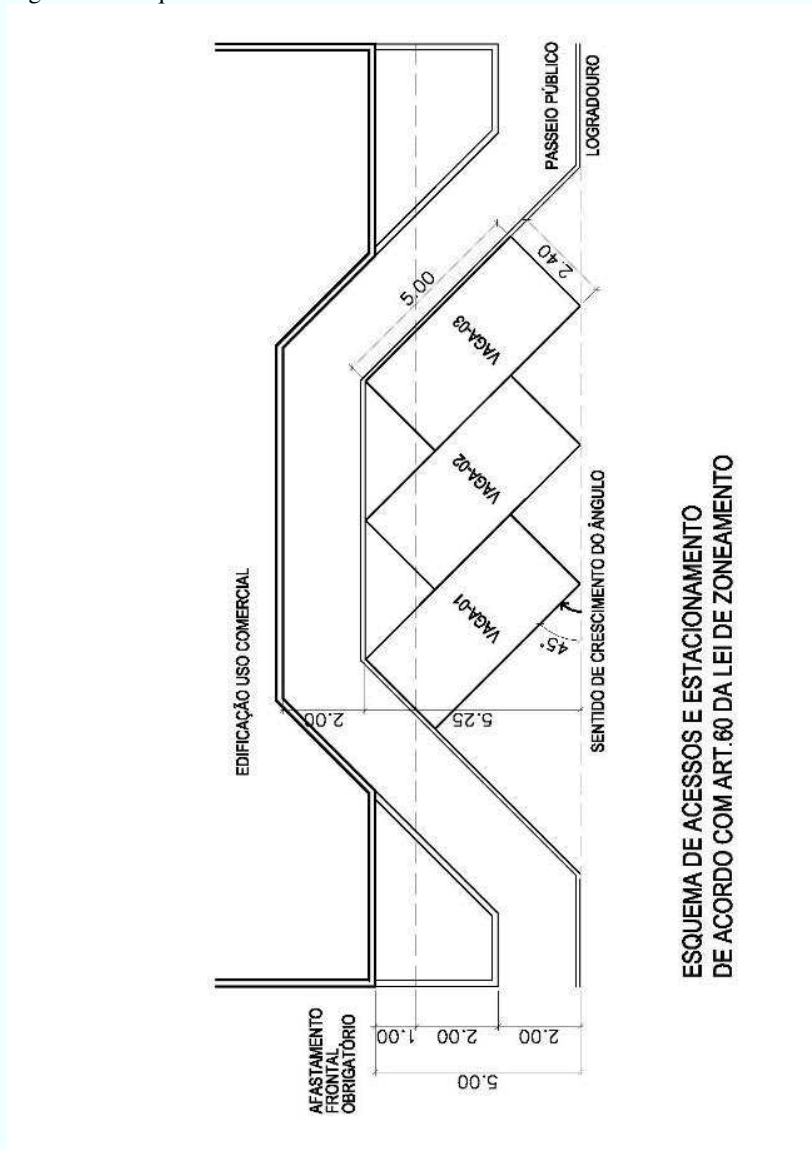 EDIFICAÇÃO USO COMERCIAL
PASSEIO PÚBLICO
LOGRADOURO
5.00
2.40
VAGA-03
VAGA-02
VAGA-01
2.00
5.25
45°
SENTIDO DE CRESCIMENTO DO ÂNGULO
AFASTAMENTO
FRONTAL
OBRIGATÓRIO
1.00
2.00
2.00
5.00
ESQUEMA DE ACESSOS E ESTACIONAMENTO
DE ACORDO COM ART.60 DA LEI DE ZONEAMENTO